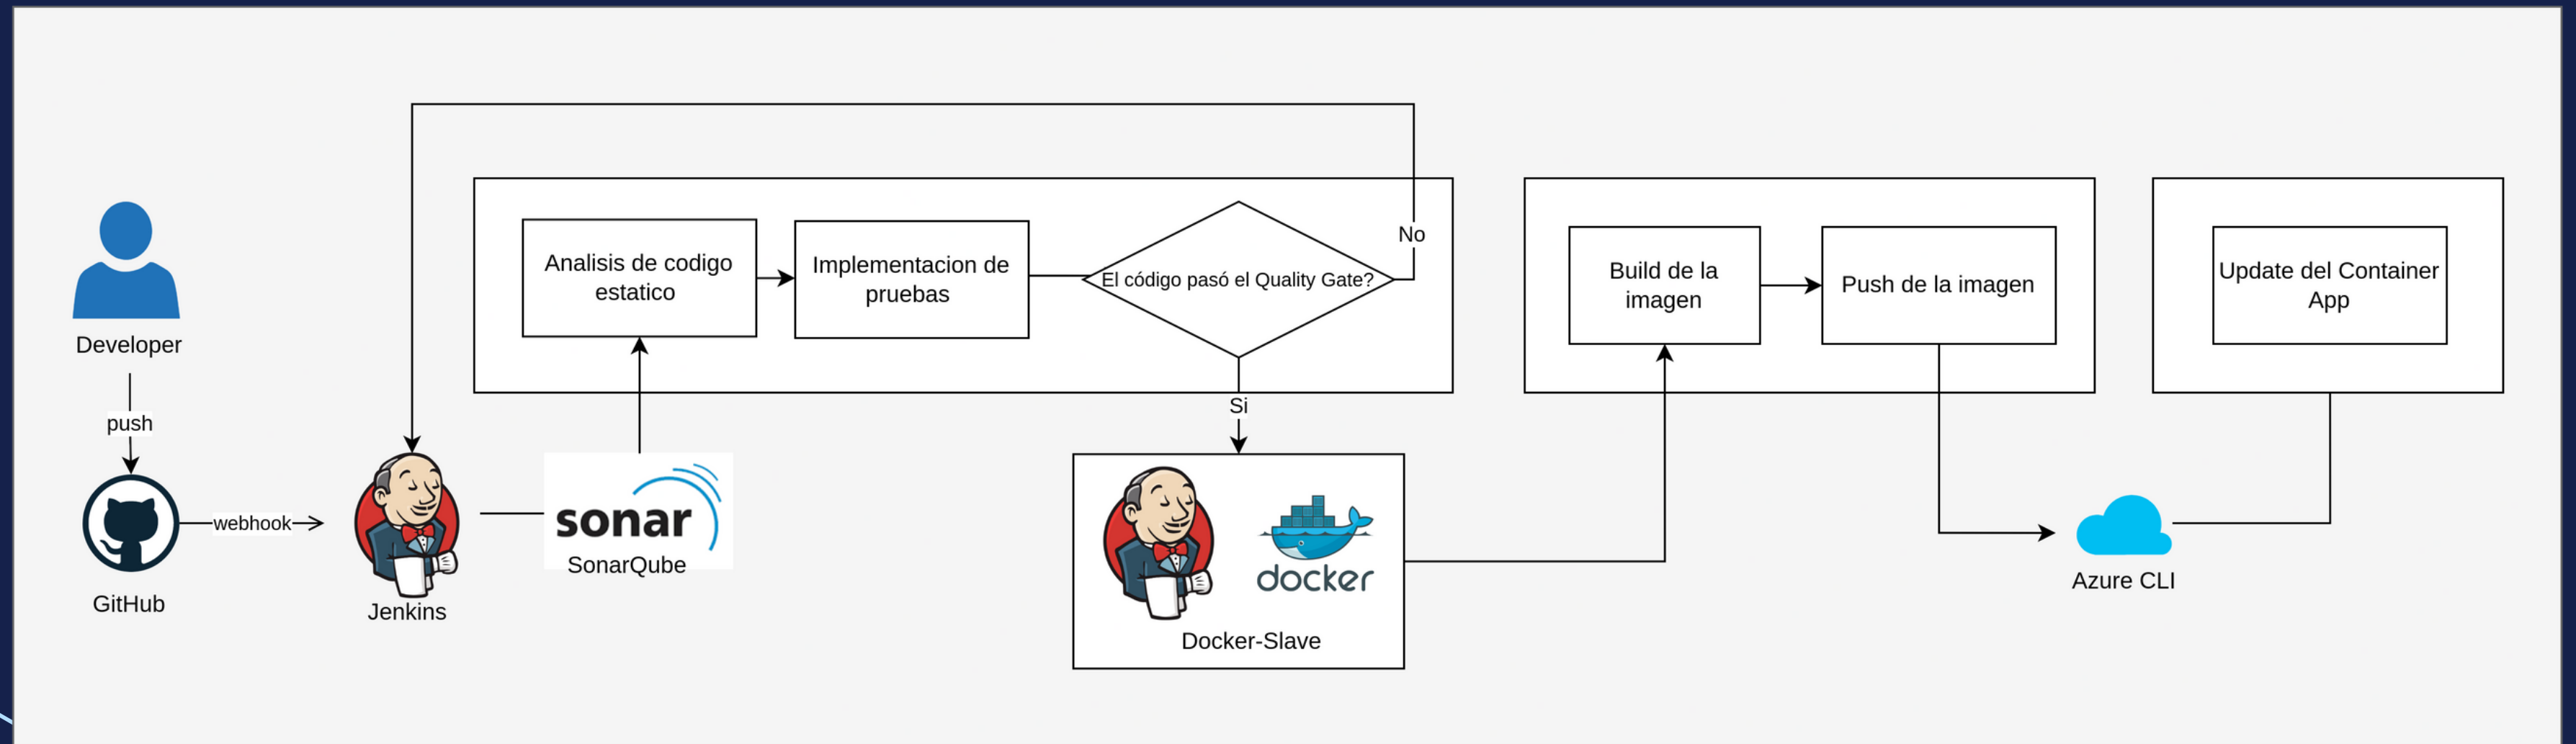 Developer
push
GitHub
webhook
Jenkins
sonar
SonarQube
Analisis de codigo
estatico
Implementacion de
pruebas
El código pasó el Quality Gate?
No
Si
docker
Docker-Slave
Build de la
imagen
Push de la imagen
Azure CLI
Update del Container
App